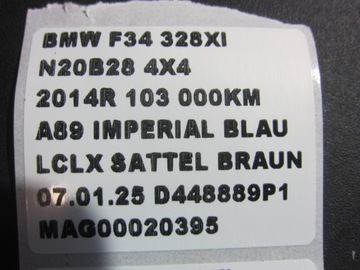 BMW F34 328XI
N20B28 4X4
2014R 103 000KM
A89 IMPERIAL BLAU
LCLX SATTEL BRAUN
07.01.25 D448889P1
MAG00020395